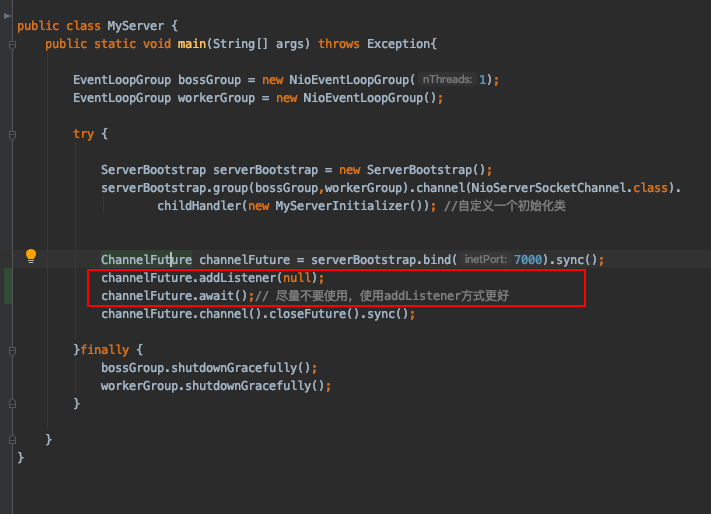 public class MyServer {
public static void main(String[] args) throws Exception{
EventLoopGroup bossGroup = new NioEventLoopGroup( nThreads: 1);
EventLoopGroup workerGroup = new NioEventLoopGroup();
try {
ServerBootstrap serverBootstrap = new ServerBootstrap();
serverBootstrap.group(bossGroup,workerGroup).channel(NioServerSocketChannel.class).
childHandler(new MyServerInitializer()); //自定义一个初始化类
ChannelFuture channelFuture = serverBootstrap.bind( inetPort: 7000).sync();
channelFuture.addListener(null);
channelFuture.await();// 尽量不要使用，使用addListener方式更好
channelFuture.channel().closeFuture().sync();
}finally {
bossGroup.shutdownGracefully();
workerGroup.shutdownGracefully();
}
}
}